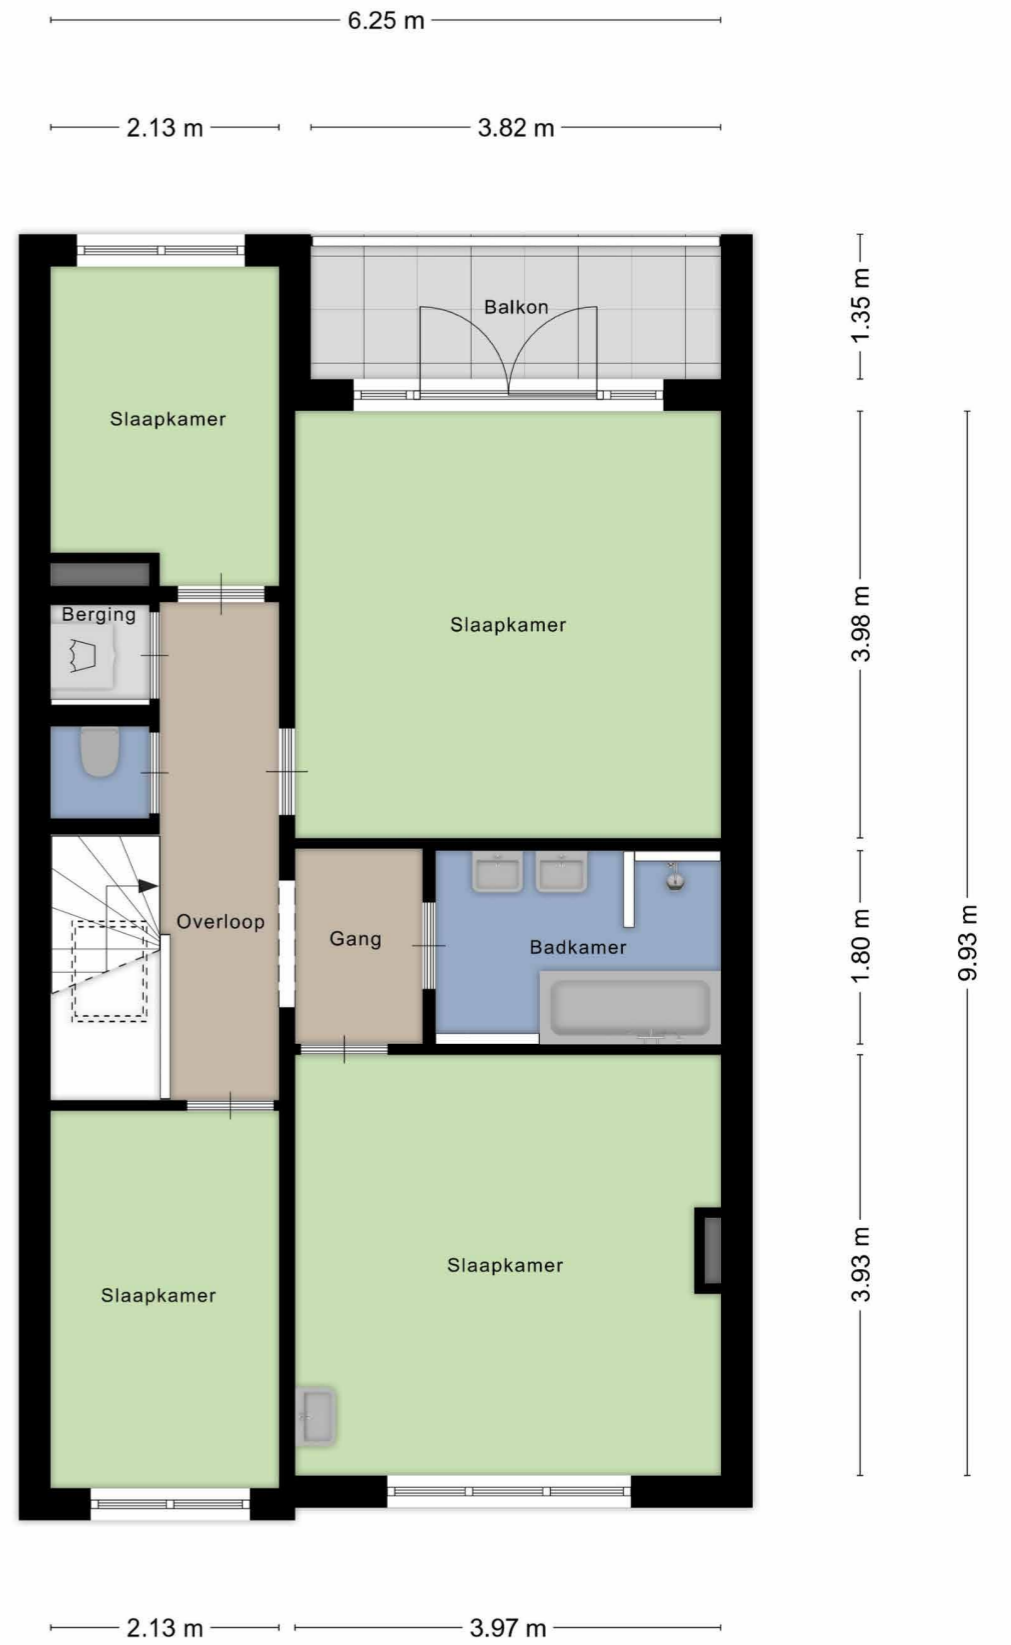 6.25 m
2.13 m
3.82 m
Balkon
1.35 m
Slaapkamer
Slaapkamer
3.98 m
Berging
Overloop
Gang
Badkamer
1.80 m
9.93 m
Slaapkamer
Slaapkamer
3.93 m
2.13 m
3.97 m